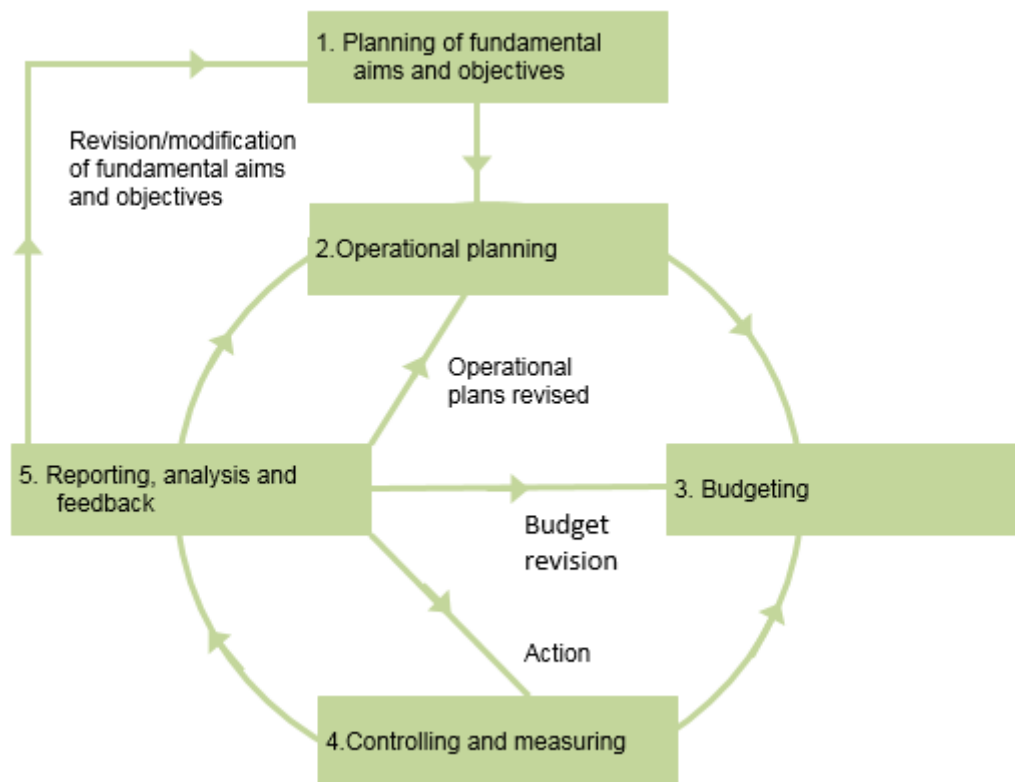 1. Planning of fundamental
aims and objectives
Revision/modification
of fundamental aims
and objectives
2.Operational planning
Operational
plans revised
5. Reporting, analysis and
feedback
3. Budgeting
Budget
revision
Action
4.Controlling and measuring